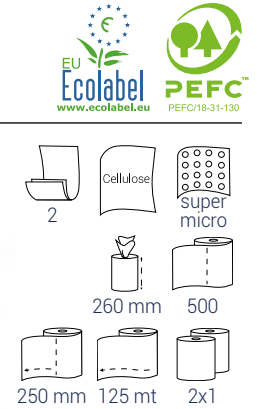 EU
Ecolabel
www.ecolabel.eu
PEFC™
PEFC/18-31-130
2
Cellulose
super
micro
260 mm
500
250 mm
125 mt
2x1